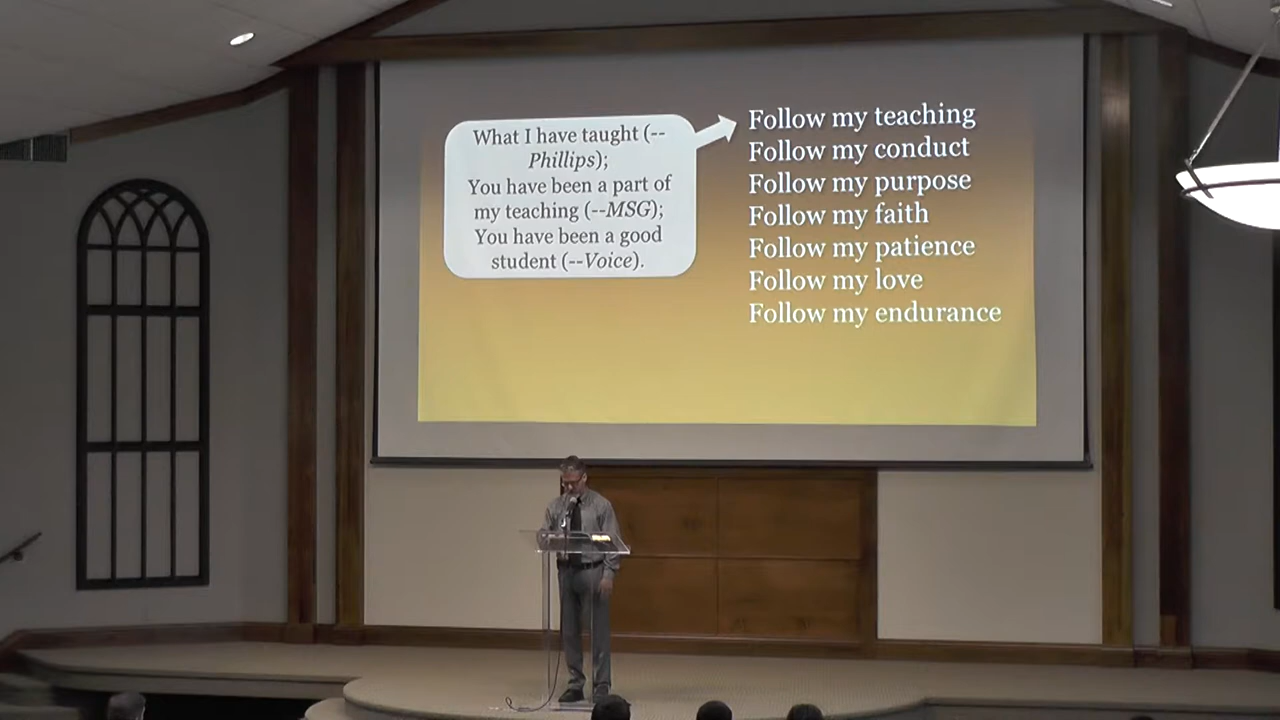 What I have taught (--
Phillips);
You have been a part of
my teaching (--MSG);
You have been a good
student (--Voice).
Follow my teaching
Follow my conduct
Follow my purpose
Follow my faith
Follow my patience
Follow my love
Follow my endurance